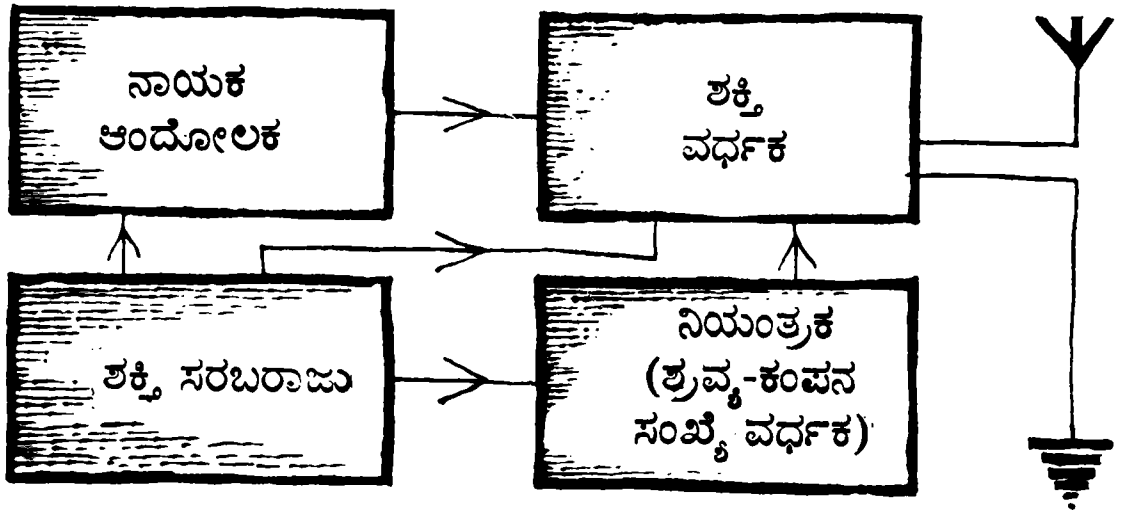 ನಾಯಕ
ಆಂದೋಲಕ
ಶಕ್ತಿ
ವರ್ಧಕ
ಶಕ್ತಿ ಸರಬರಾಜು
ನಿಯಂತ್ರಕ
(ಶ್ರವ್ಯ-ಕಂಪನ
ಸಂಖ್ಯೆ ವರ್ಧಕ)